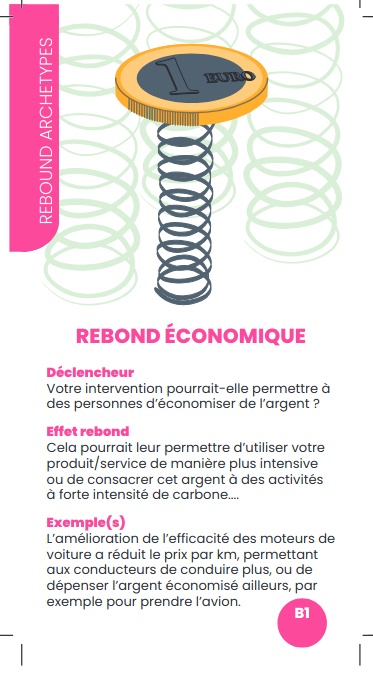 REBOUND ARCHETYPES
1 EURO
REBOND ÉCONOMIQUE
Déclencheur
Votre intervention pourrait-elle permettre à
des personnes d’économiser de l’argent ?
Effet rebond
Cela pourrait leur permettre d’utiliser votre
produit/service de manière plus intensive
ou de consacrer cet argent à des activités
à forte intensité de carbone....
Exemple(s)
L’amélioration de l’efficacité des moteurs de
voiture a réduit le prix par km, permettant
aux conducteurs de conduire plus, ou de
dépenser l’argent économisé ailleurs, par
exemple pour prendre l’avion.
B1